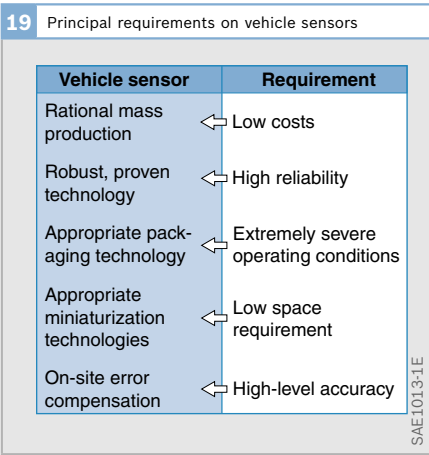 19 Principal requirements on vehicle sensors
Vehicle sensor Requirement
Rational mass
production
Low costs
Robust, proven
technology
High reliability
Appropriate pack-
aging technology
Extremely severe
operating conditions
Appropriate
miniaturization
technologies
Low space
requirement
On-site error
compensation
High-level accuracy
SAE1013-1E